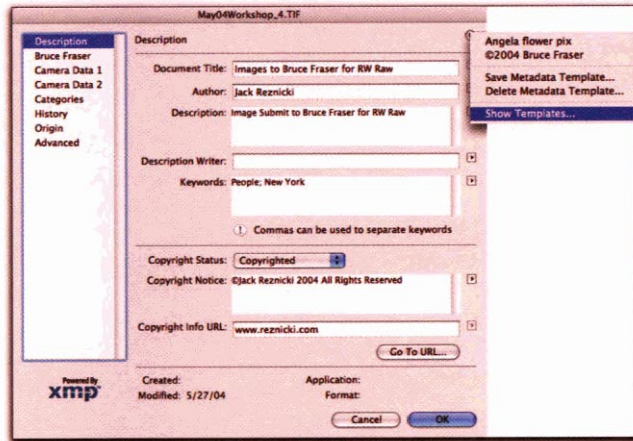 May04Workshop_4.TIF
Description
Bruce Fraser
Camera Data 1
Camera Data 2
Categories
History
Origin
Advanced
Description
Document Title: Images to Bruce Fraser for RW Raw
Author: Jack Reznicki
Description: Image Submit to Bruce Fraser for RW Raw
Description Writer:
Keywords: People; New York
! Commas can be used to separate keywords
Copyright Status: Copyrighted
Copyright Notice: ©Jack Reznicki 2004 All Rights Reserved
Copyright Info URL: www.reznicki.com
Go To URL...
Powered By
xmp
Created:
Modified: 5/27/04
Application:
Format:
Cancel
OK
Angela flower pix
©2004 Bruce Fraser
Save Metadata Template...
Delete Metadata Template...
Show Templates...